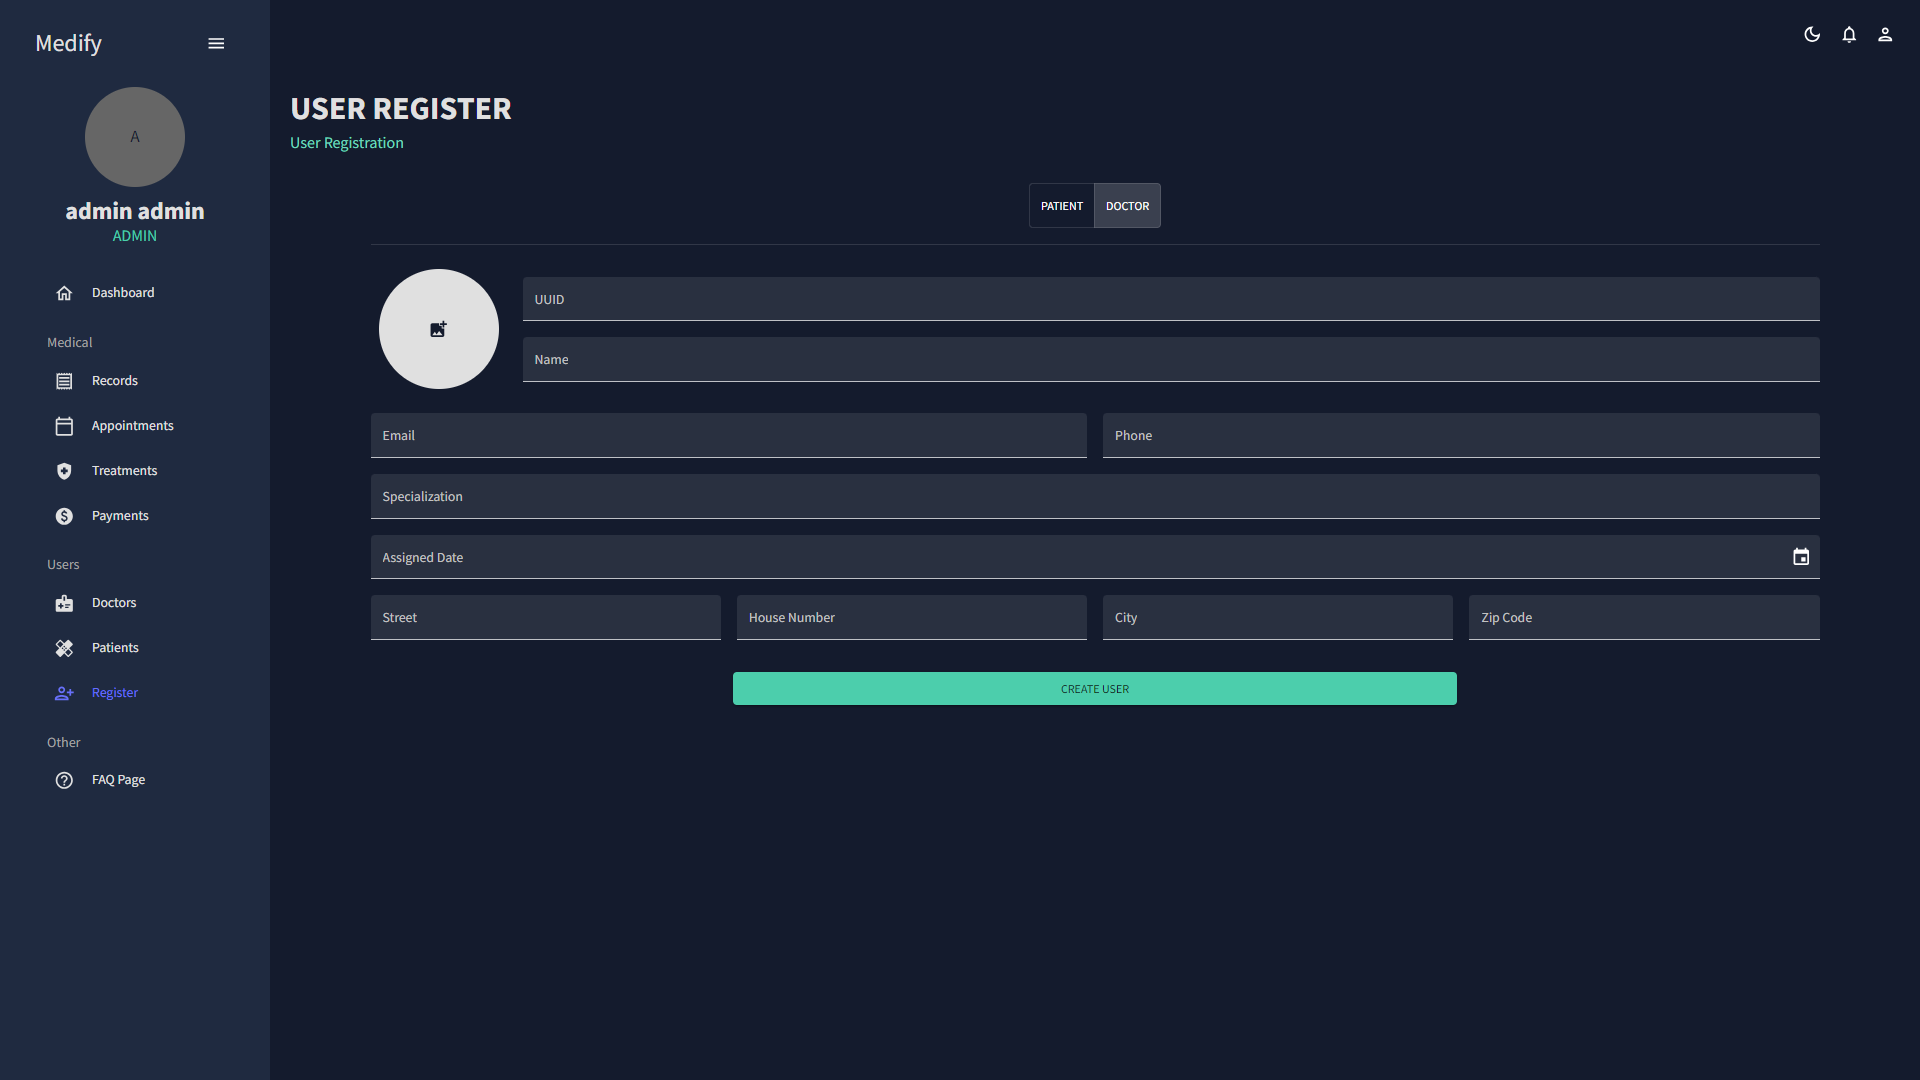 Medify
A
admin admin
ADMIN
Dashboard
Medical
Records
Appointments
Treatments
Payments
Users
Doctors
Patients
Register
Other
FAQ Page
USER REGISTER
User Registration
PATIENT DOCTOR
UUID
Name
Email Phone
Specialization
Assigned Date
Street House Number City Zip Code
CREATE USER